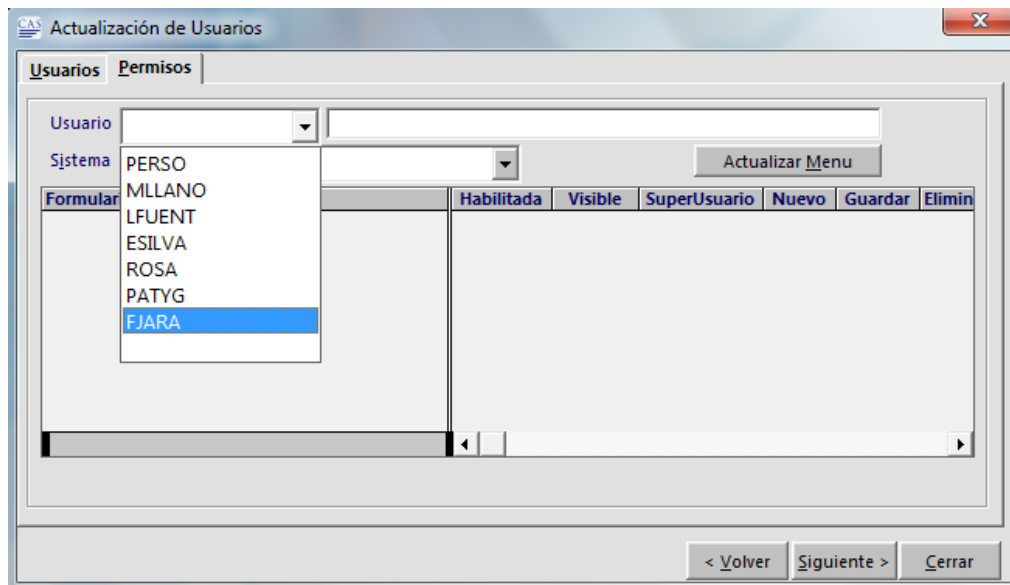 CAS Actualización de Usuarios
Usuarios Permisos
Usuario
Sistema Actualizar Menu
PERSO
MLLANO
LFUENT
ESILVA
ROSA
PATYG
FJARA
Formular Habilitada Visible SuperUsuario Nuevo Guardar Elimin
< Volver Siguiente > Cerrar